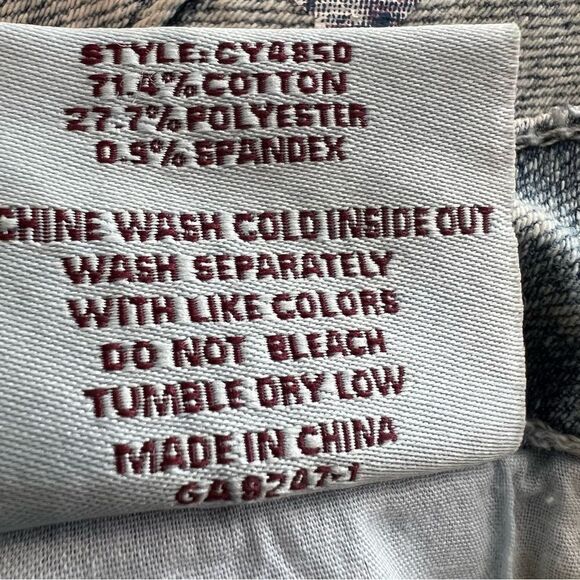 STYLE: CY4850
71.4% COTTON
27.7% POLYESTER
0.9% SPANDEX
CHINE WASH COLD INSIDE OUT
WASH SEPARATELY
WITH LIKE COLORS
DO NOT BLEACH
TUMBLE DRY LOW
MADE IN CHINA
GA9247-1